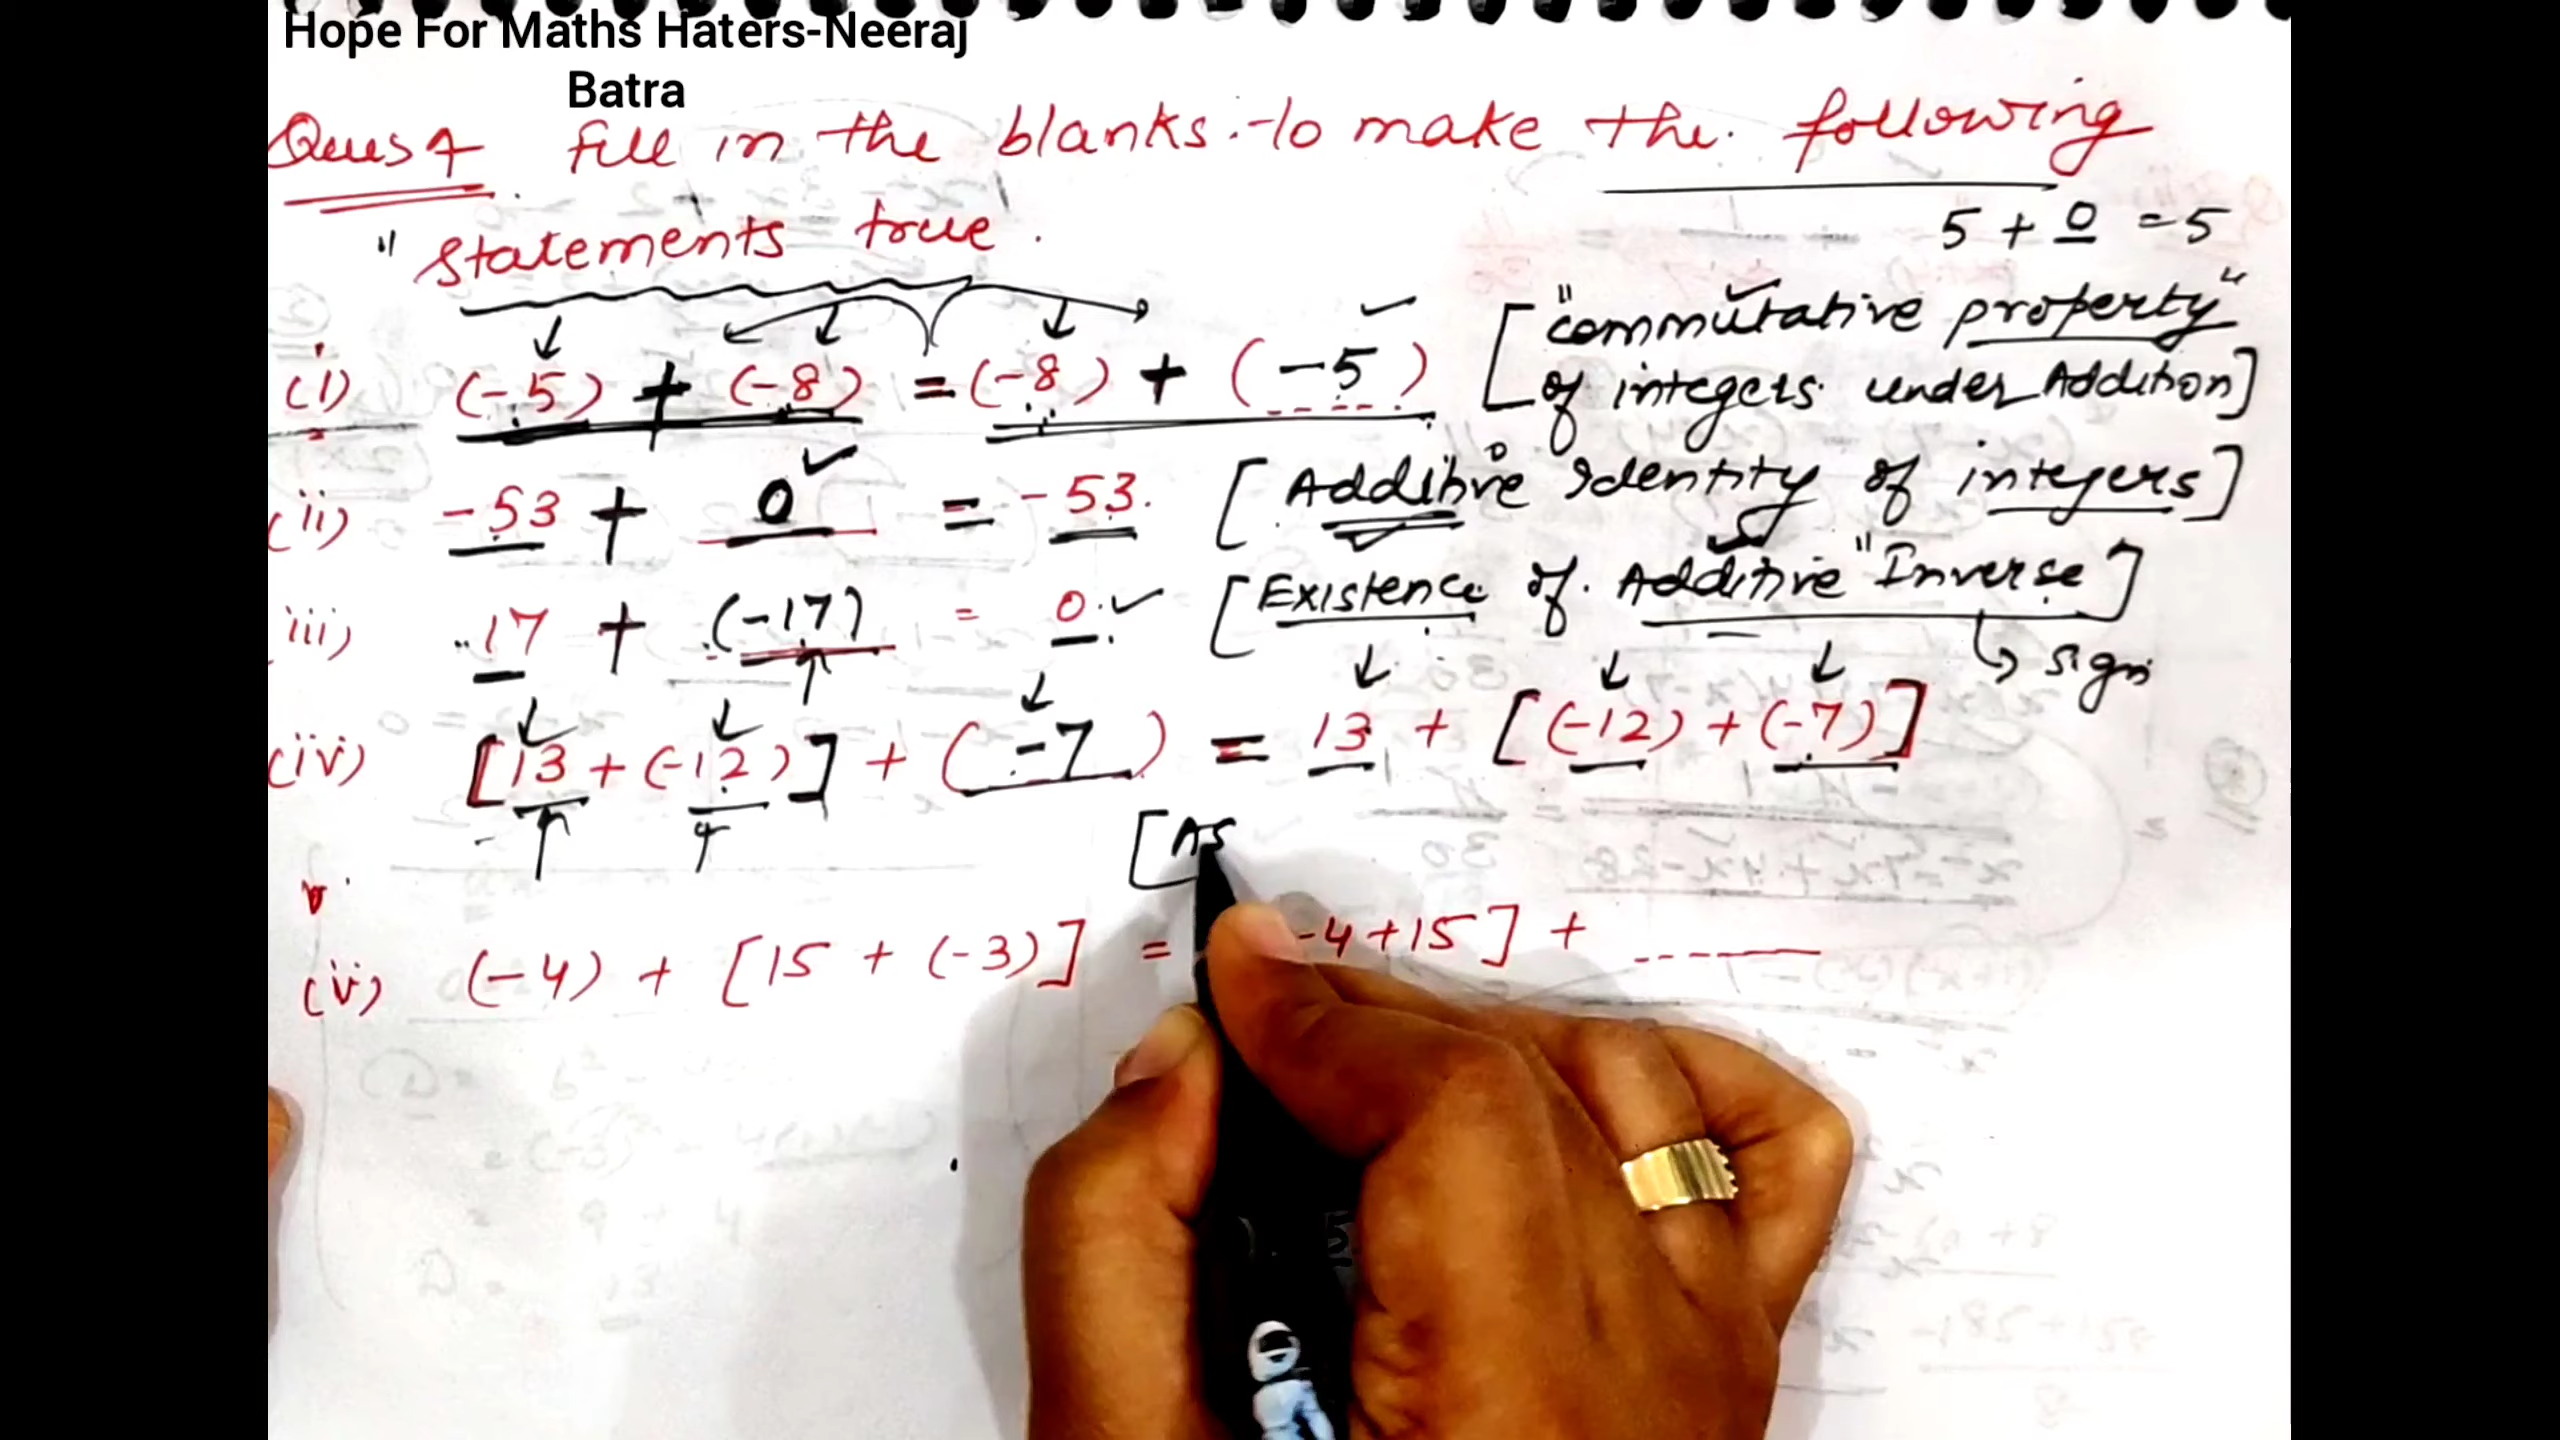 Hope For Maths Haters-Neeraj
Batra
Ques 4 Fill in the blanks to make the following
" statements true.
5 + 0 = 5
(i) (-5) + (-8) = (-8) + (-5) ["commutative property"
of integers under Addition]
(ii) -53 + 0 = -53. [Additive Identity of integers]
iii) 17 + (-17) = 0 [Existence of Additive "Inverse]
sign
(iv) [13 + (-12)] + (-7) = 13 + [(-12) + (-7)]
[As
(v) (-4) + [15 + (-3)] = -4 + 15] + ------